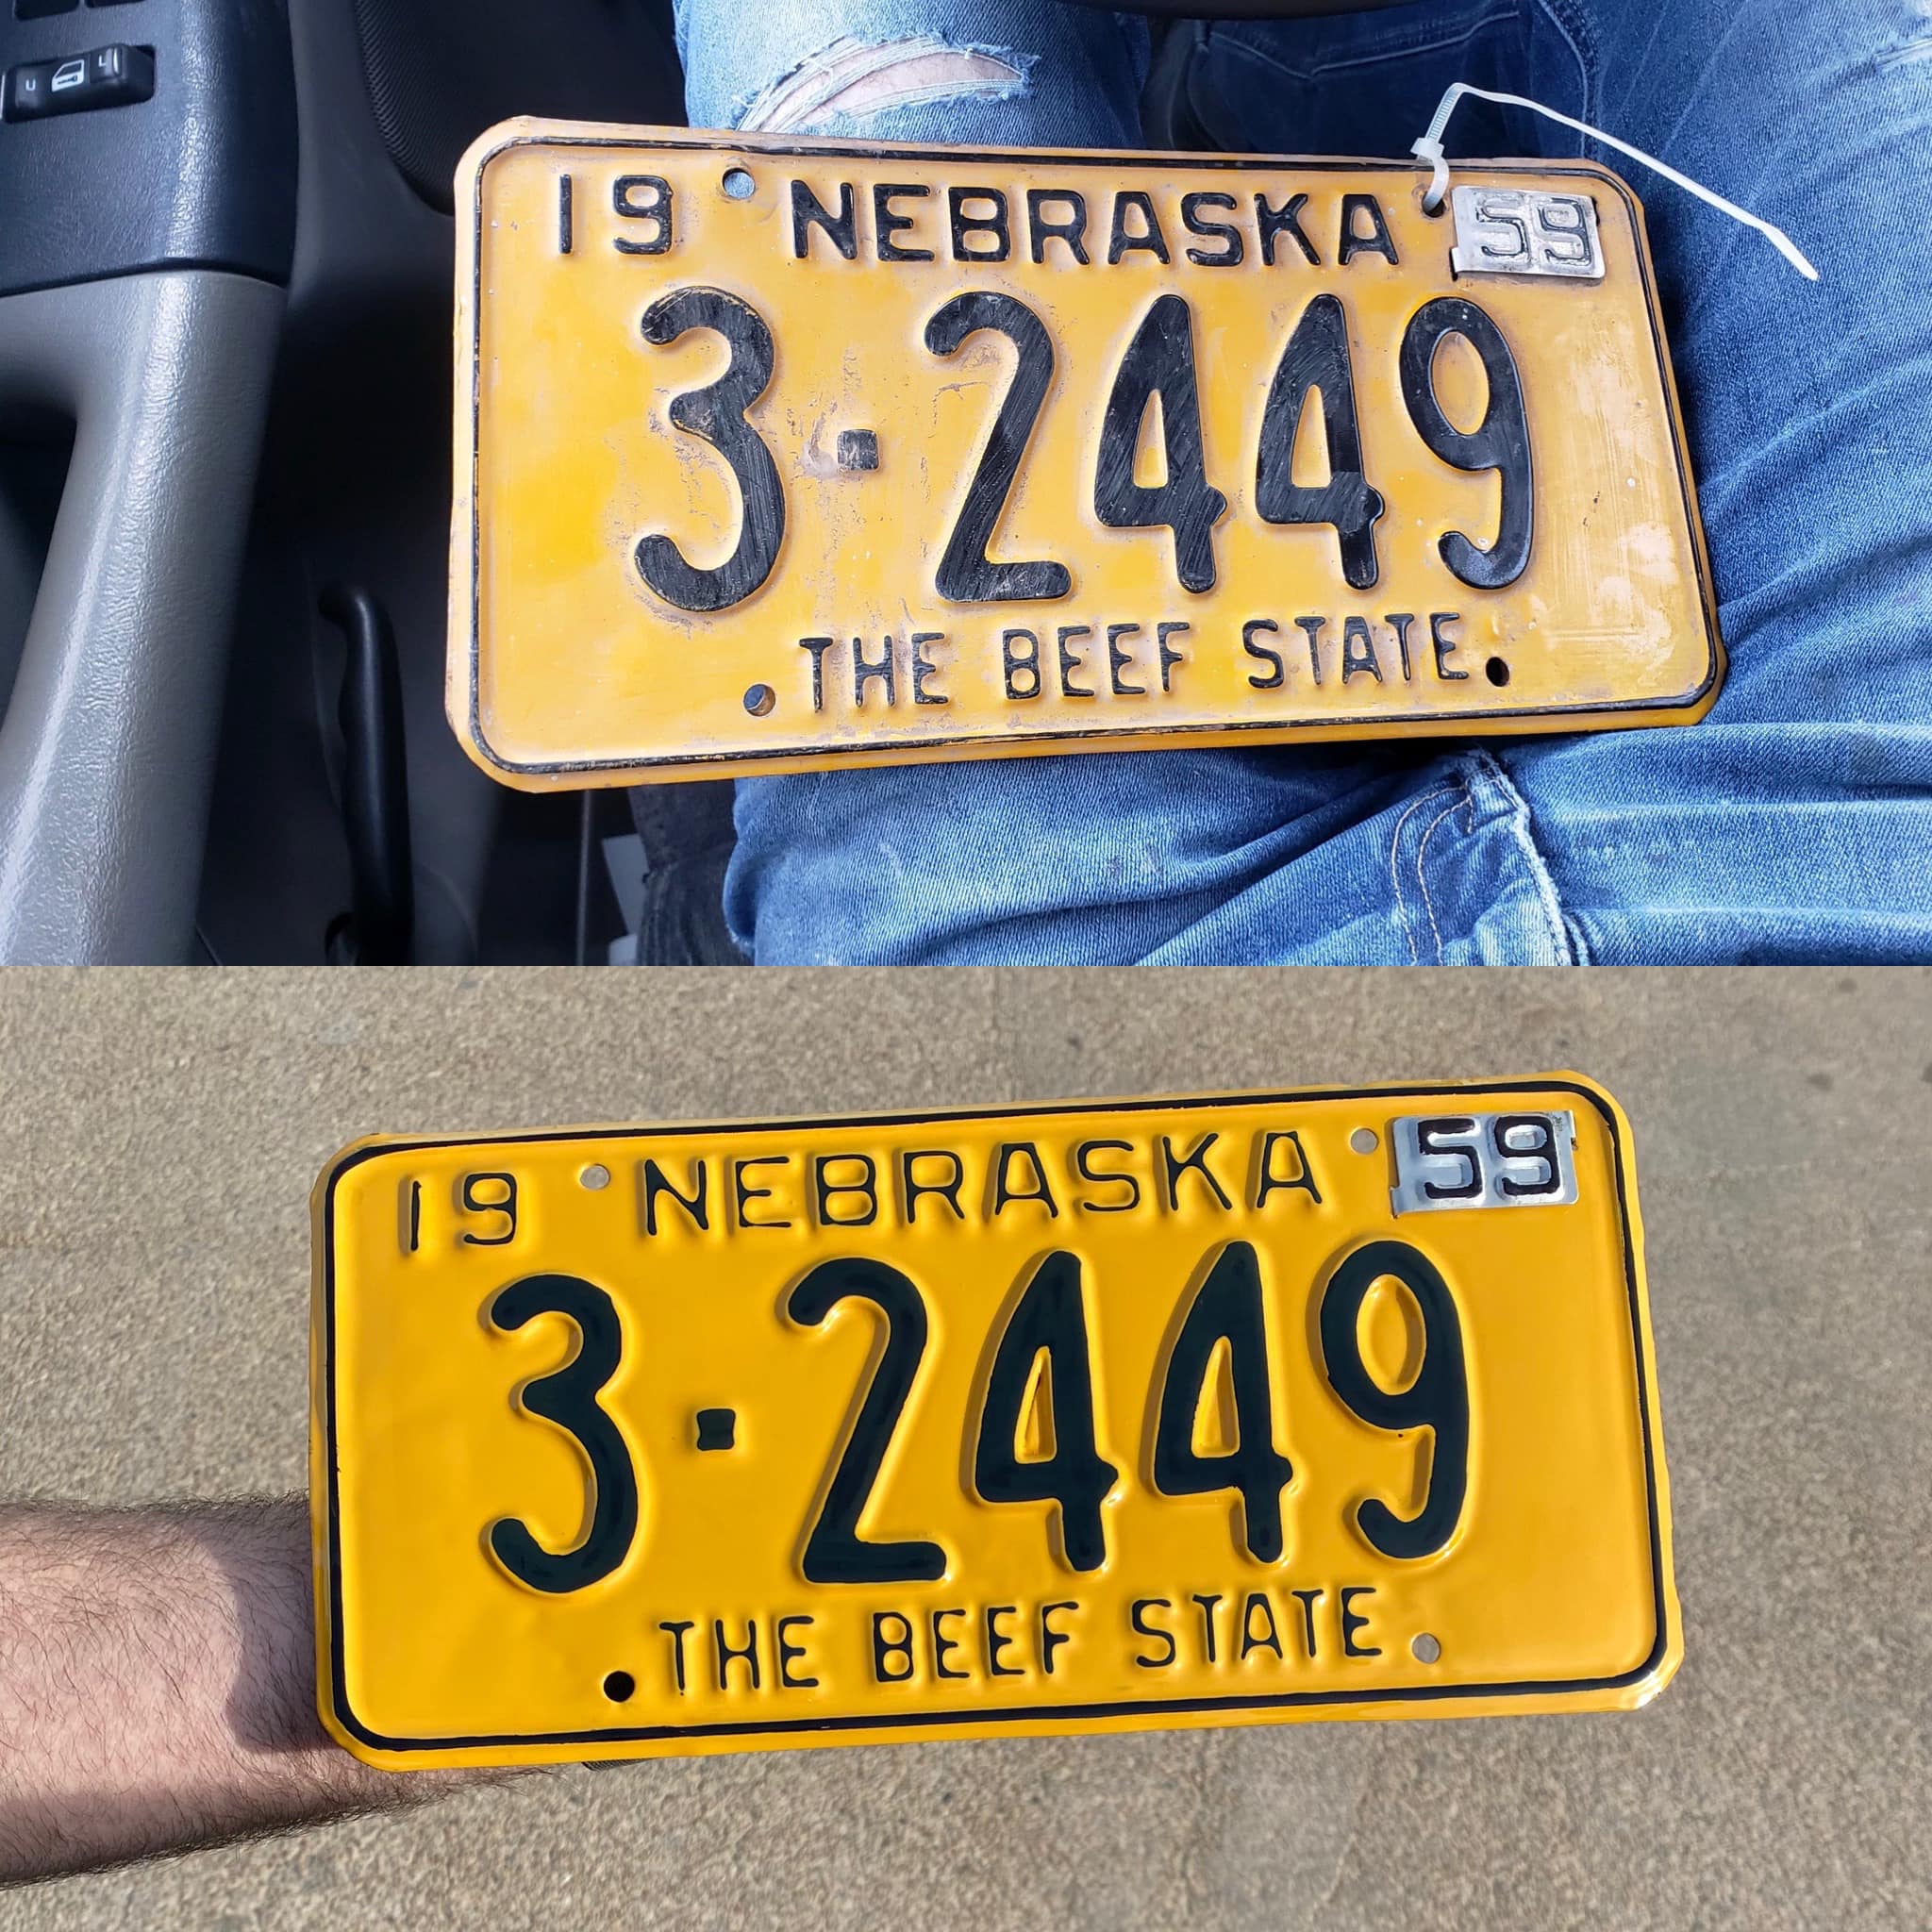 19 NEBRASKA 59
3-2449
THE BEEF STATE
19 NEBRASKA 59
3-2449
THE BEEF STATE